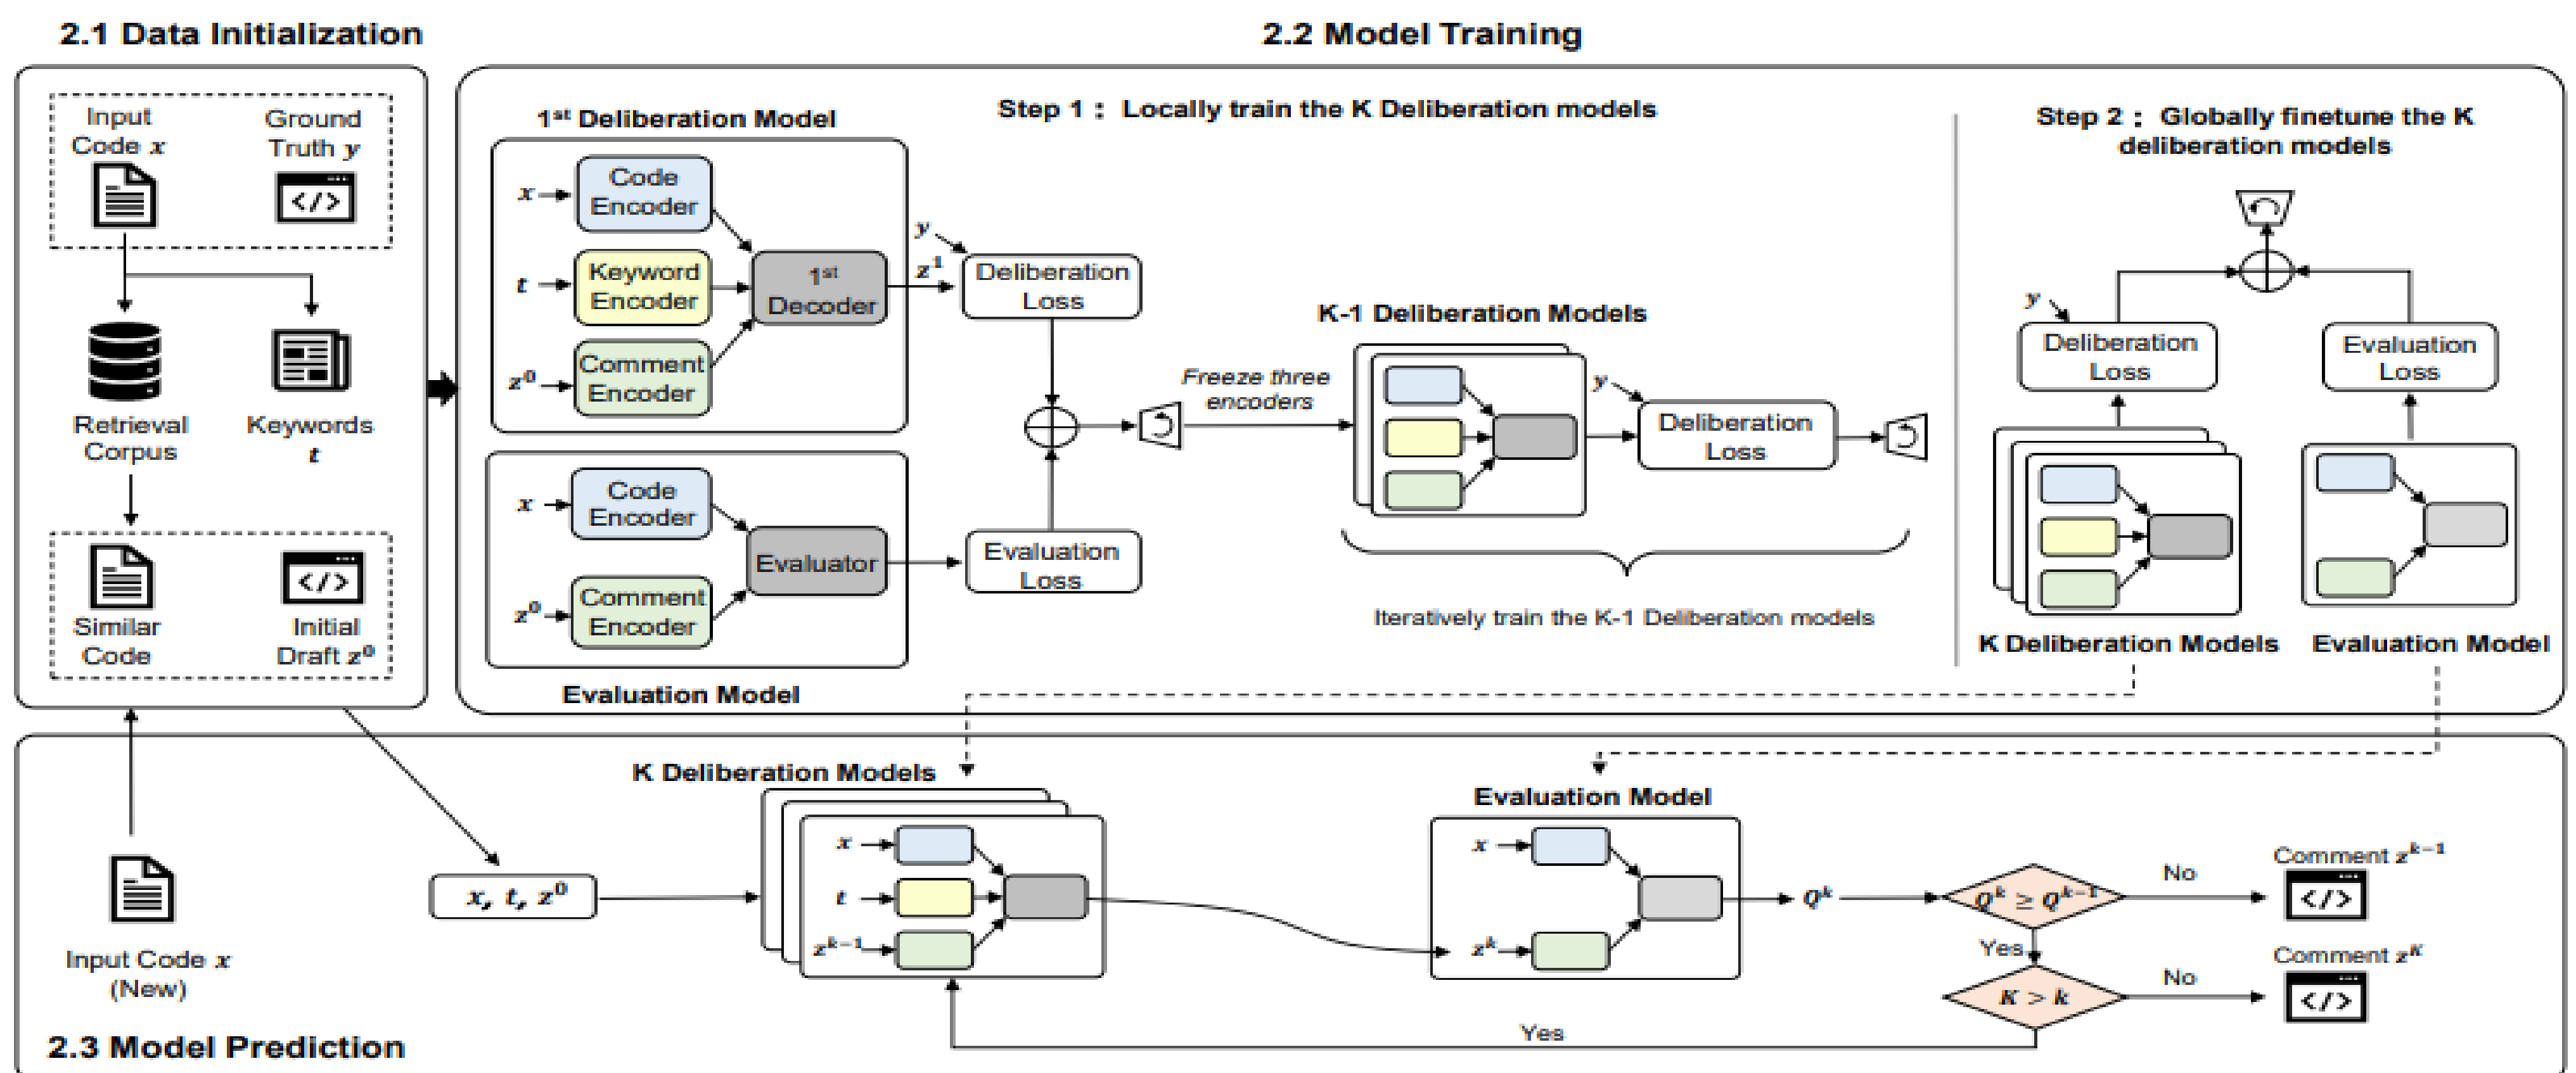 2.1 Data Initialization
Input
Code x
Ground
Truth y
</>
Retrieval
Corpus
Keywords
t
Similar
Code
</>
Initial
Draft z⁰
2.2 Model Training
Step 1 : Locally train the K Deliberation models
1st Deliberation Model
x
Code
Encoder
t
Keyword
Encoder
z⁰
Comment
Encoder
1st
Decoder
y
z¹
Deliberation
Loss
x
Code
Encoder
z⁰
Comment
Encoder
Evaluator
Evaluation
Loss
Evaluation Model
Freeze three
encoders
K-1 Deliberation Models
y
Deliberation
Loss
Iteratively train the K-1 Deliberation models
Step 2 : Globally finetune the K
deliberation models
y
Deliberation
Loss
Evaluation
Loss
K Deliberation Models
Evaluation Model
2.3 Model Prediction
Input Code x
(New)
x, t, z⁰
K Deliberation Models
x
t
zᵏ⁻¹
Evaluation Model
x
zᵏ
Qᵏ
Qᵏ ≥ Qᵏ⁻¹
No
Comment zᵏ⁻¹
</>
Yes
K > k
No
Comment zᴷ
</>
Yes